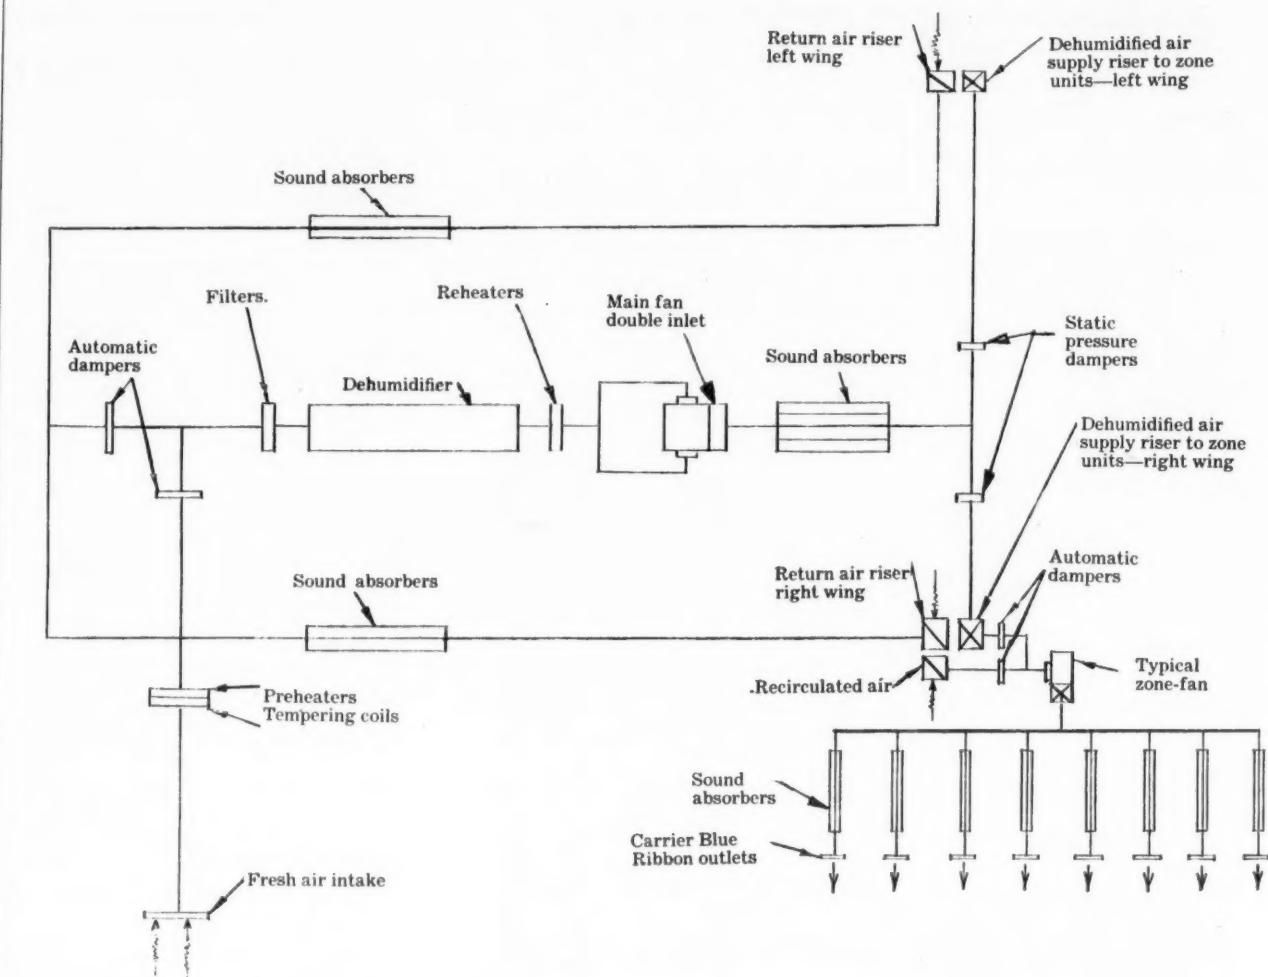 Return air riser
left wing
Dehumidified air
supply riser to zone
units—left wing
Sound absorbers
Filters.
Reheaters
Main fan
double inlet
Static
pressure
dampers
Automatic
dampers
Dehumidifier
Sound absorbers
Dehumidified air
supply riser to zone
units—right wing
Sound absorbers
Return air riser
right wing
Automatic
dampers
.Recirculated air
Typical
zone-fan
Preheaters
Tempering coils
Sound
absorbers
Carrier Blue
Ribbon outlets
Fresh air intake